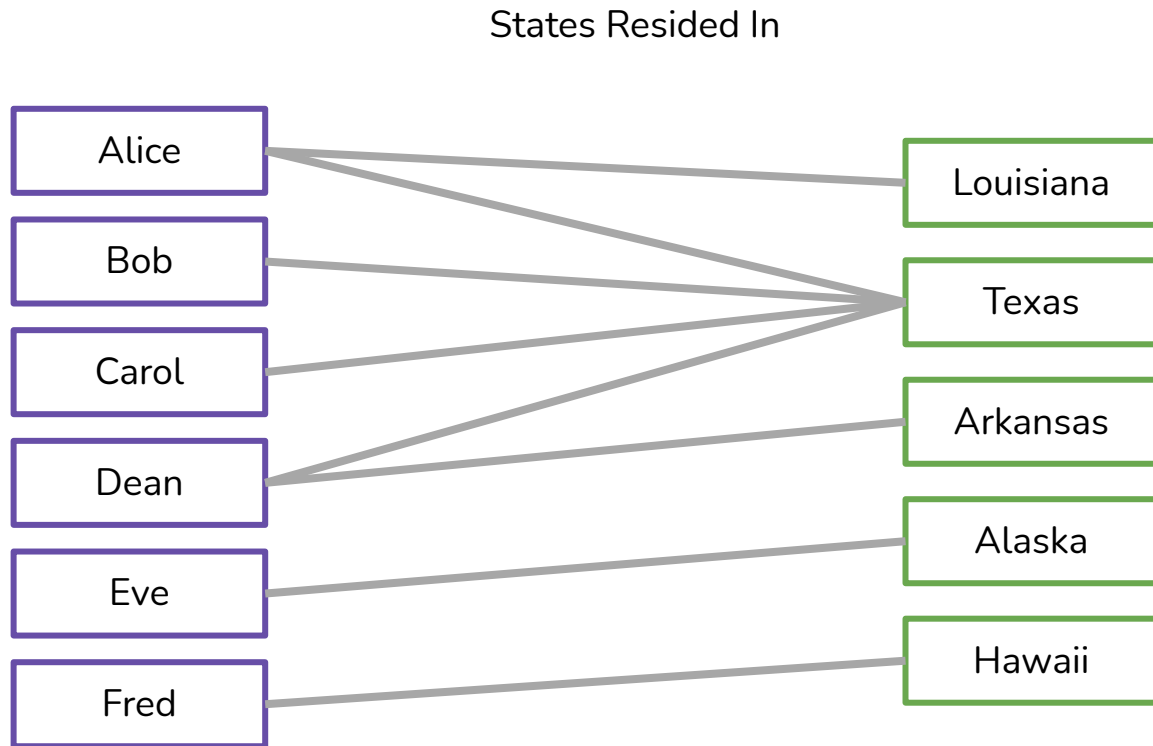 States Resided In
Alice
Bob
Carol
Dean
Eve
Fred
Louisiana
Texas
Arkansas
Alaska
Hawaii